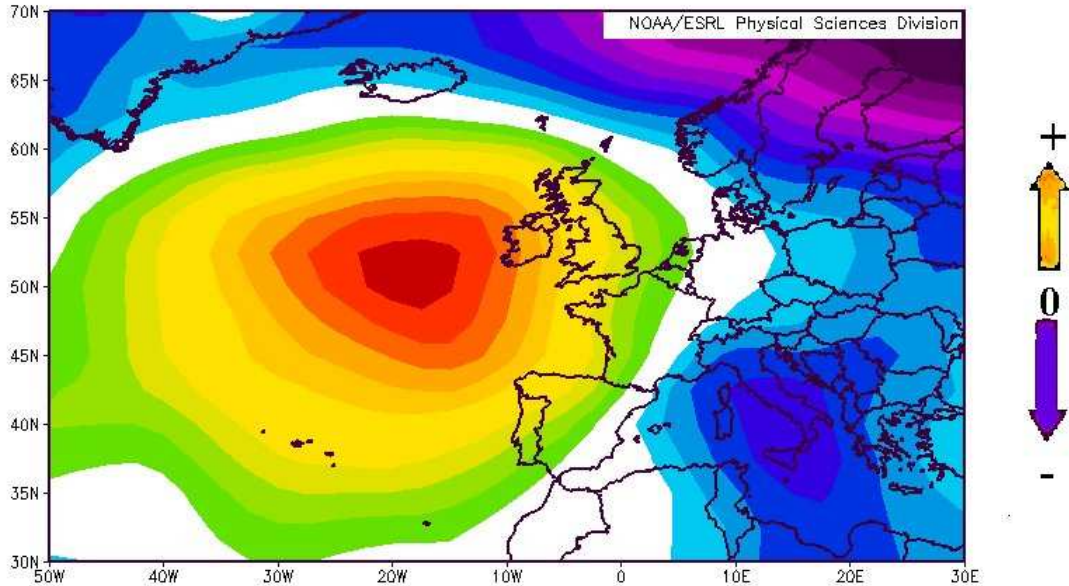 NOAA/ESRL Physical Sciences Division
70N
65N
60N
55N
50N
45N
40N
35N
30N
50W 40W 30W 20W 10W 0 10E 20E 30E
+
0
-